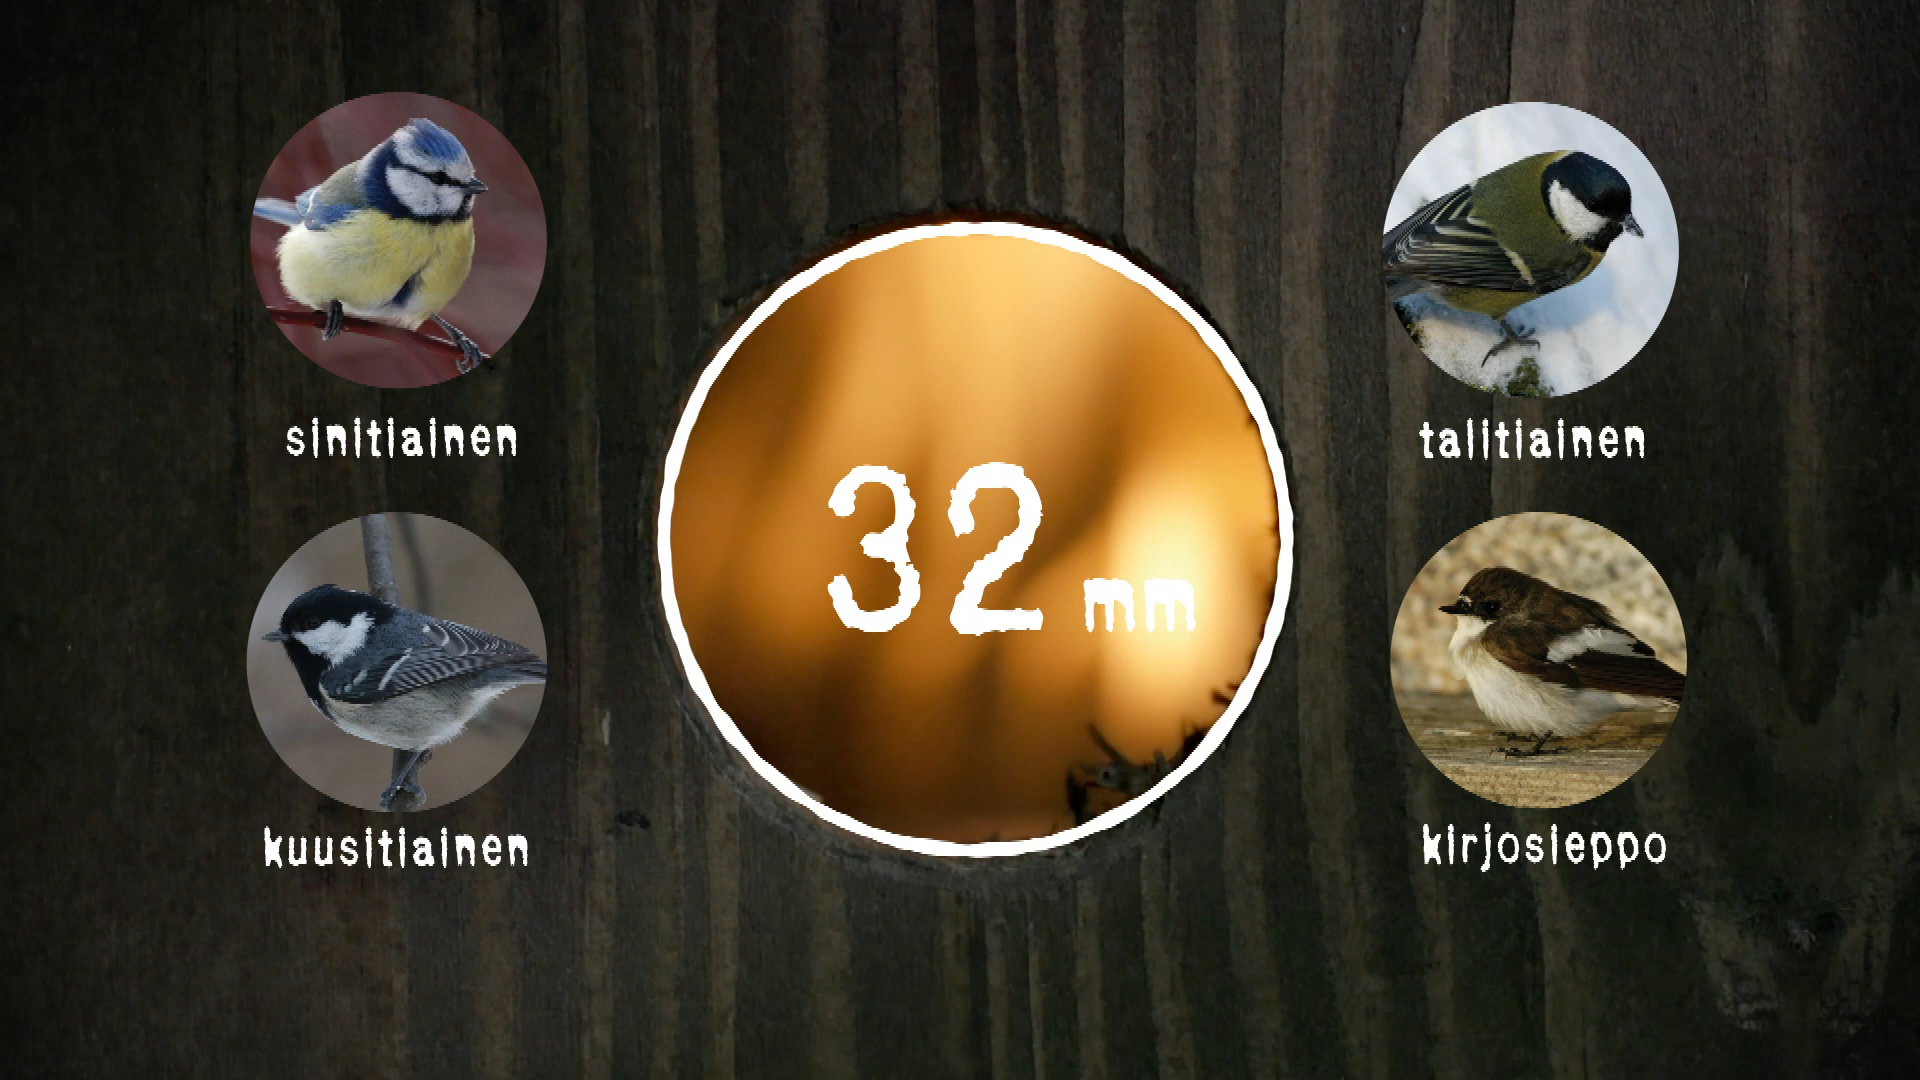 sinitiainen
talitiainen
32 mm
kuusitiainen
kirjosieppo